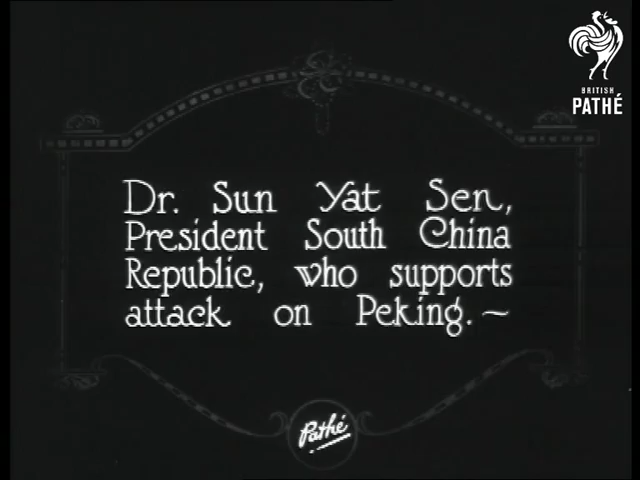 BRITISH
PATHÉ
Dr. Sun Yat Sen,
President South China
Republic, who supports
attack on Peking. ~
Pathé